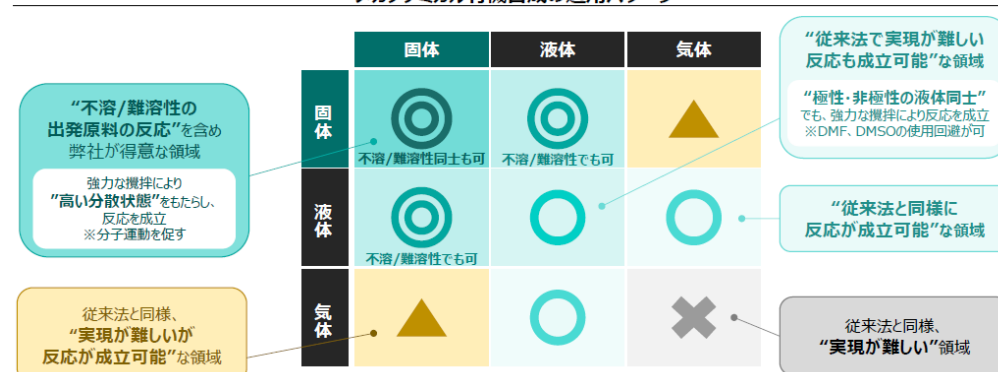 固体
液体
気体
固体
液体
気体
不溶/難溶性同士も可
不溶/難溶性でも可
不溶/難溶性でも可
“不溶/難溶性の
出発原料の反応”を含め
弊社が得意な領域
強力な攪拌により
”高い分散状態”をもたらし、
反応を成立
※分子運動を促す
従来法と同様、
“実現が難しいが
反応が成立可能”な領域
“従来法で実現が難しい
反応も成立可能”な領域
“極性・非極性の液体同士”
でも、強力な攪拌により反応を成立
※DMF、DMSOの使用回避が可
“従来法と同様に
反応が成立可能”な領域
従来法と同様、
“実現が難しい”領域